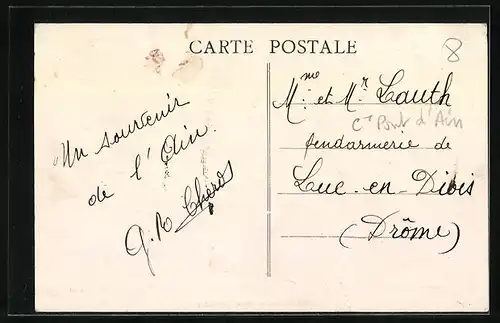 CARTE POSTALE
8
Un souvenir
de l'Ain.
Mme et Mr Lauth
Ct Pont d'Ain
Gendarmerie de
Luc-en-Diois
(Drôme)